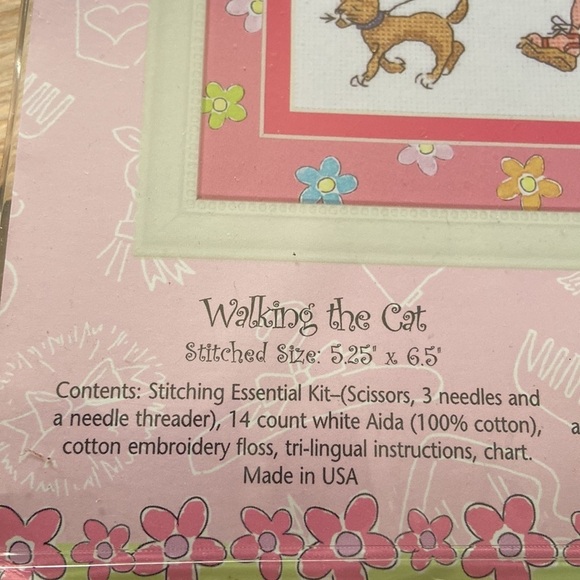 Walking the Cat
Stitched Size: 5.25" x 6.5"
Contents: Stitching Essential Kit–(Scissors, 3 needles and
a needle threader), 14 count white Aida (100% cotton),
cotton embroidery floss, tri-lingual instructions, chart.
Made in USA